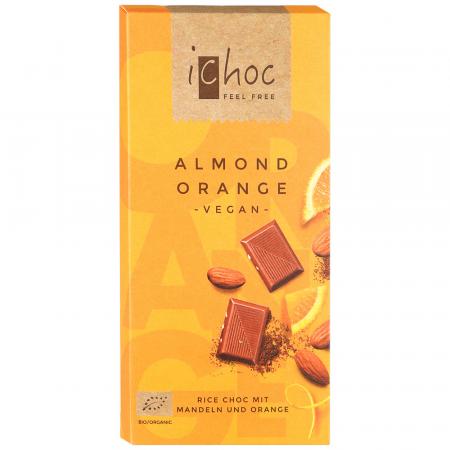 ichoc
FEEL FREE
ALMOND
ORANGE
-VEGAN-
RICE CHOC MIT
MANDELN UND ORANGE
BIO/ORGANIC